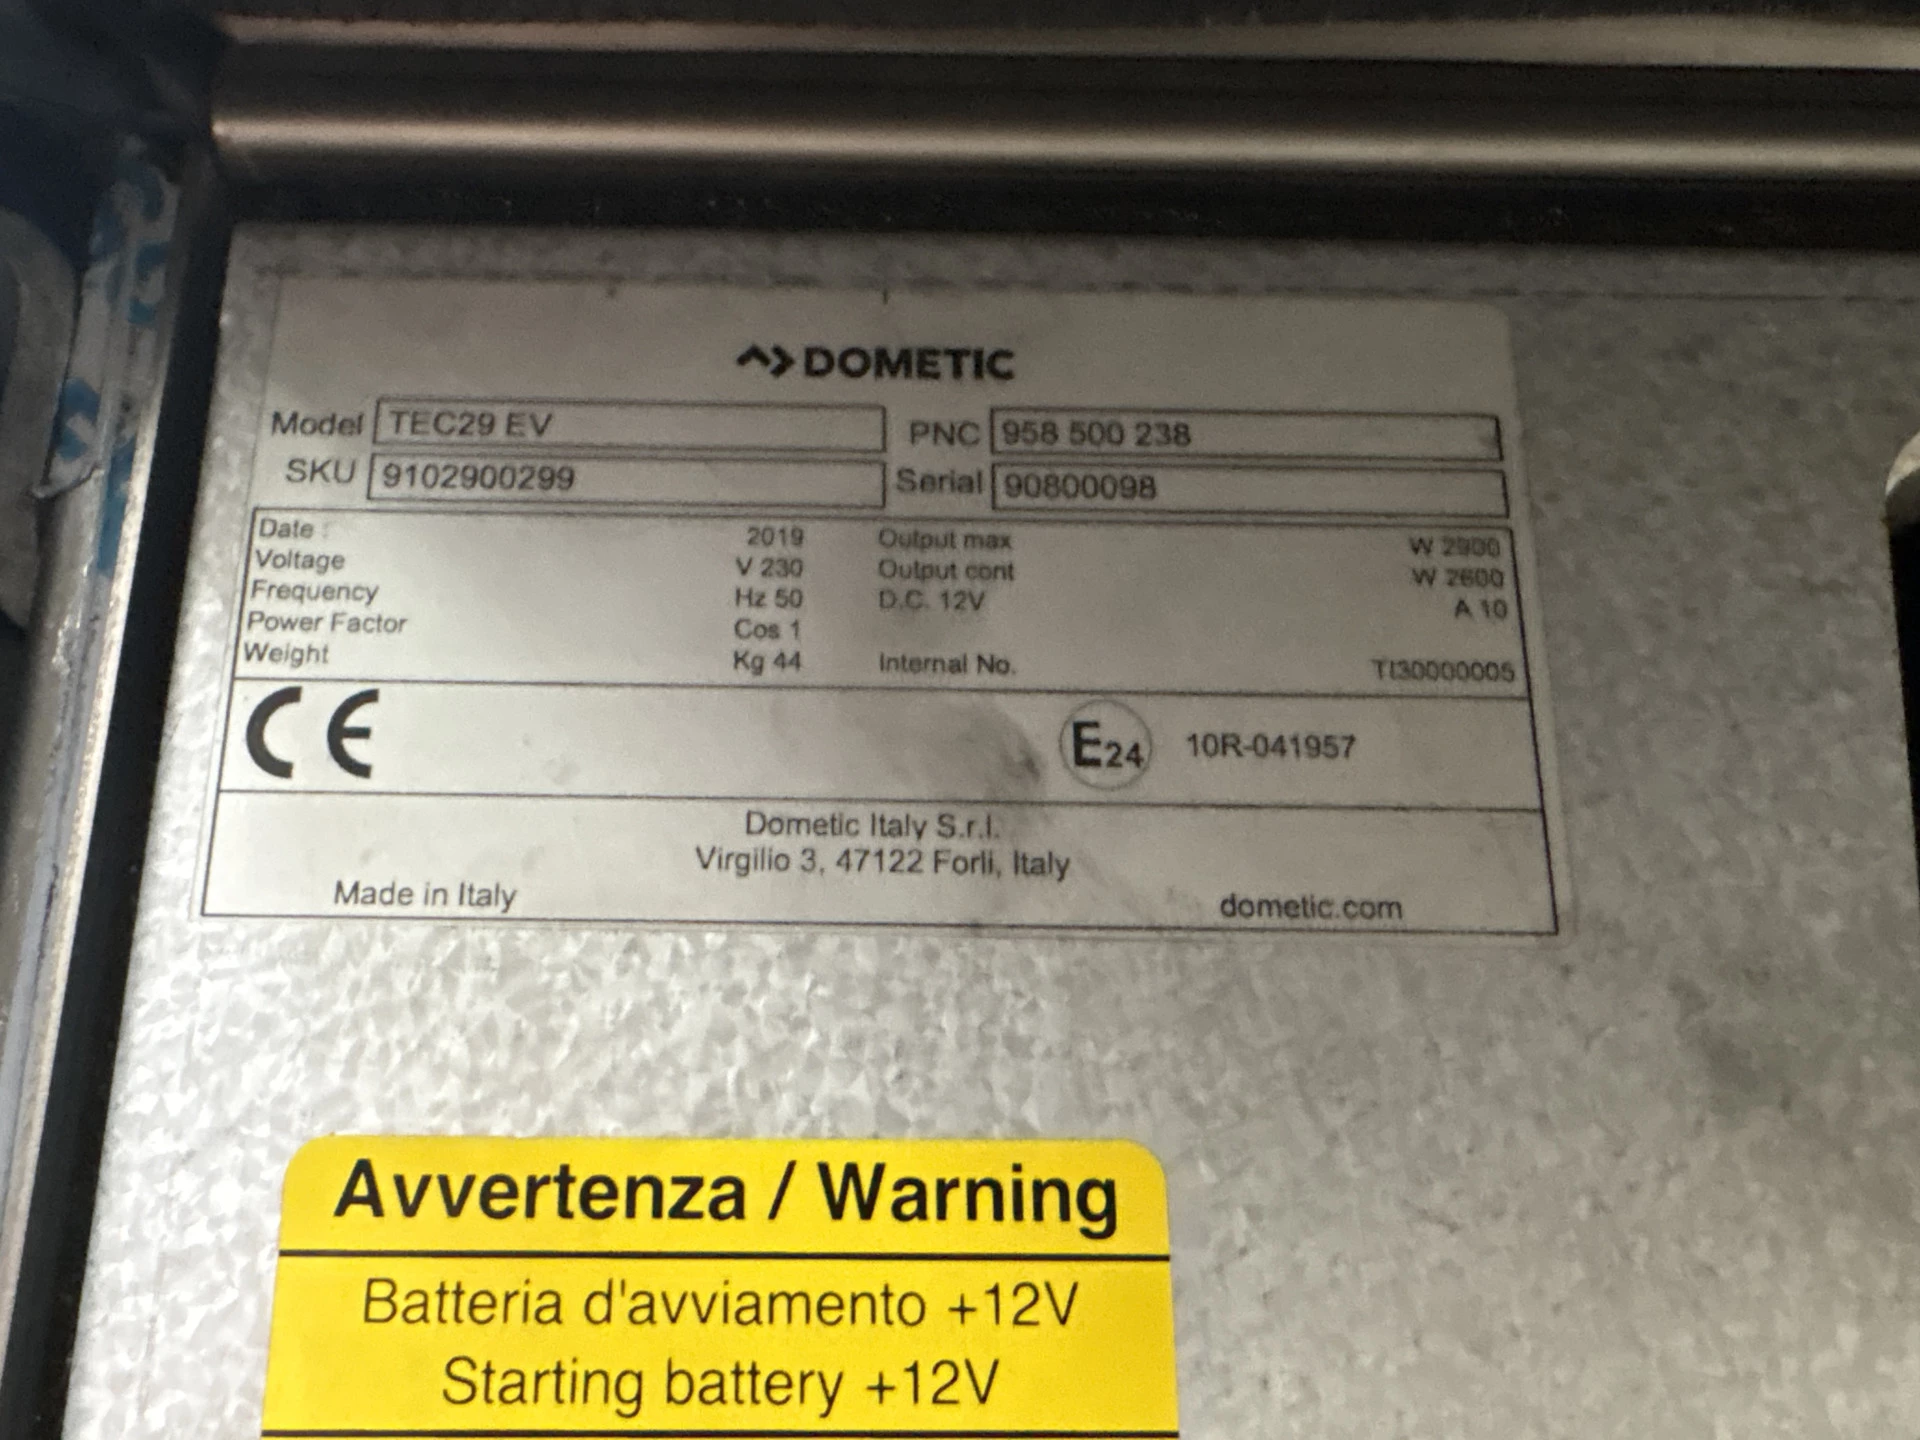 DOMETIC
Model TEC29 EV PNC 958 500 238
SKU 9102900299 Serial 90800098
Date : 2019 Output max W 2900
Voltage V 230 Output cont W 2600
Frequency Hz 50 D.C. 12V A 10
Power Factor Cos 1
Weight Kg 44 Internal No. TI30000005
CE E24 10R-041957
Dometic Italy S.r.l.
Virgilio 3, 47122 Forlì, Italy
Made in Italy dometic.com
Avvertenza / Warning
Batteria d'avviamento +12V
Starting battery +12V